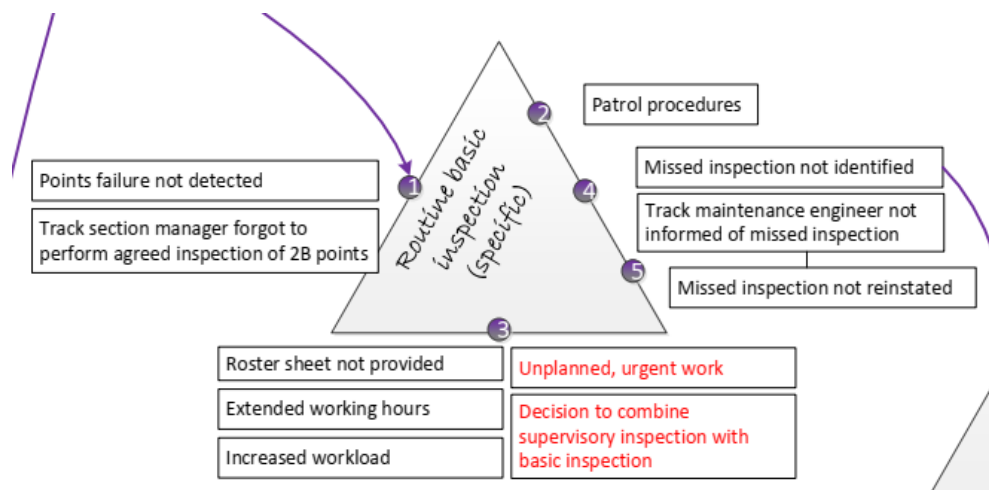 Patrol procedures
2
Points failure not detected
1
Track section manager forgot to
perform agreed inspection of 2B points
Routine basic
inspection
(specific)
4
Missed inspection not identified
Track maintenance engineer not
informed of missed inspection
5
Missed inspection not reinstated
3
Roster sheet not provided
Extended working hours
Increased workload
Unplanned, urgent work
Decision to combine
supervisory inspection with
basic inspection